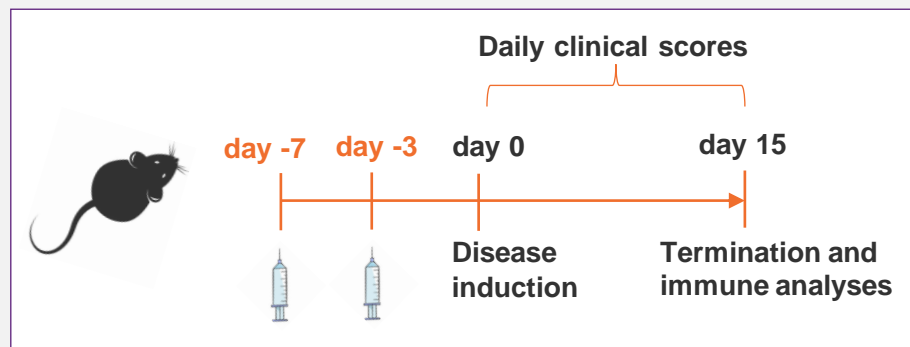 Daily clinical scores
day -7
day -3
day 0
day 15
Disease
induction
Termination and
immune analyses